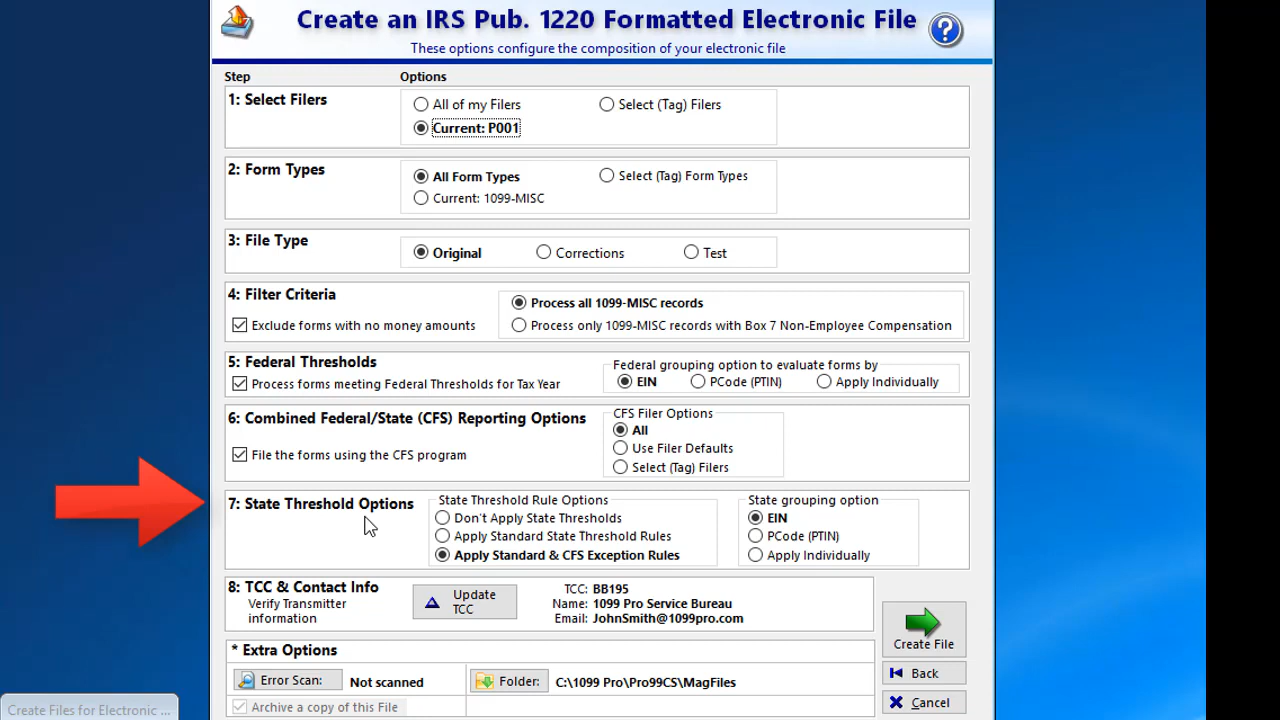 Create an IRS Pub. 1220 Formatted Electronic File
These options configure the composition of your electronic file
Step Options
1: Select Filers
All of my Filers Select (Tag) Filers
Current: P001
2: Form Types
All Form Types Select (Tag) Form Types
Current: 1099-MISC
3: File Type
Original Corrections Test
4: Filter Criteria
Process all 1099-MISC records
Exclude forms with no money amounts
Process only 1099-MISC records with Box 7 Non-Employee Compensation
5: Federal Thresholds
Federal grouping option to evaluate forms by
Process forms meeting Federal Thresholds for Tax Year
EIN PCode (PTIN) Apply Individually
6: Combined Federal/State (CFS) Reporting Options
CFS Filer Options
All
File the forms using the CFS program
Use Filer Defaults
Select (Tag) Filers
7: State Threshold Options
State Threshold Rule Options
Don't Apply State Thresholds
Apply Standard State Threshold Rules
Apply Standard & CFS Exception Rules
State grouping option
EIN
PCode (PTIN)
Apply Individually
8: TCC & Contact Info
Verify Transmitter
information
Update
TCC
TCC: BB195
Name: 1099 Pro Service Bureau
Email: JohnSmith@1099pro.com
* Extra Options
Error Scan: Not scanned
Folder: C:\1099 Pro\Pro99CS\MagFiles
Archive a copy of this File
Create File
Back
Cancel
Create Files for Electronic ...
?